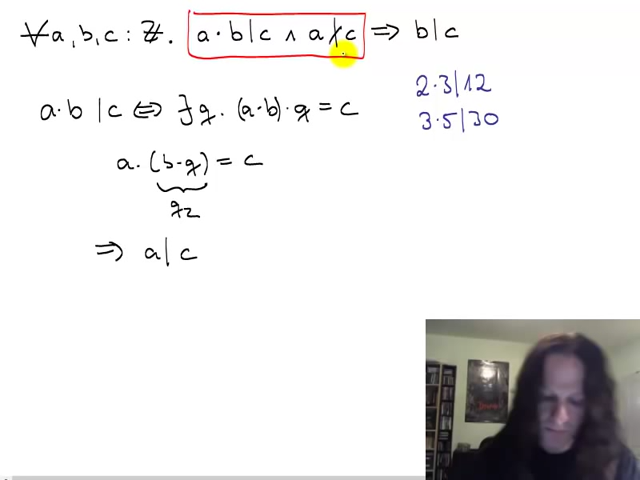 ∀a,b,c : ℤ. a·b|c ∧ a∤c ⇒ b|c
2·3|12
a·b |c ⇔ ∃q. (a·b)·q = c
3·5|30
a·(b·q) = c
q₂
⇒ a|c